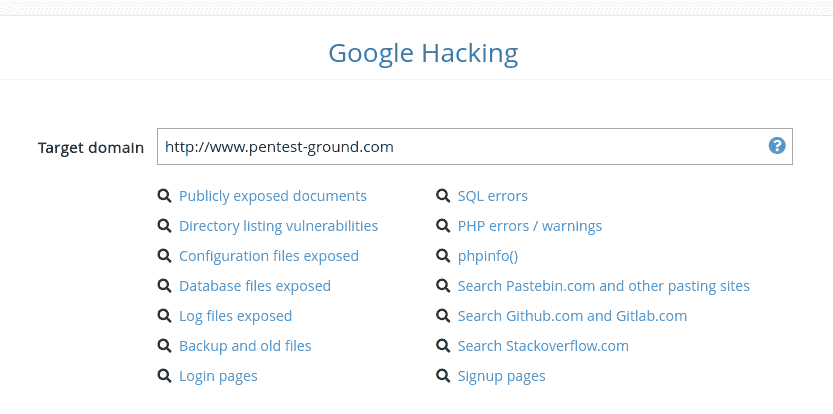 Google Hacking
Target domain http://www.pentest-ground.com ?
Publicly exposed documents
Directory listing vulnerabilities
Configuration files exposed
Database files exposed
Log files exposed
Backup and old files
Login pages
SQL errors
PHP errors / warnings
phpinfo()
Search Pastebin.com and other pasting sites
Search Github.com and Gitlab.com
Search Stackoverflow.com
Signup pages